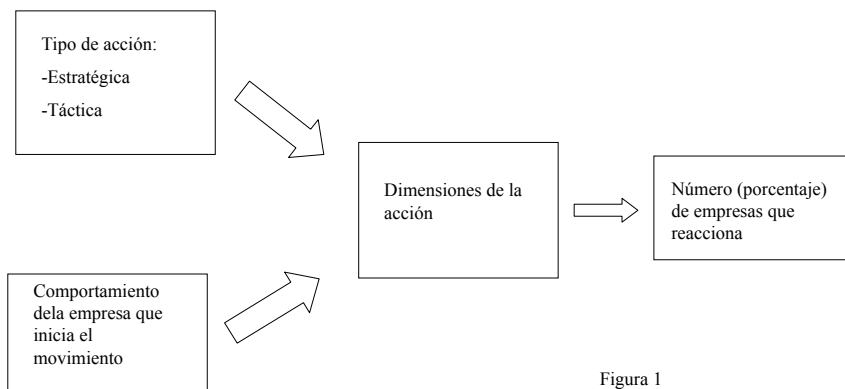 Tipo de acción:
-Estratégica
-Táctica
Dimensiones de la
acción
Número (porcentaje)
de empresas que
reacciona
Comportamiento
dela empresa que
inicia el
movimiento
Figura 1